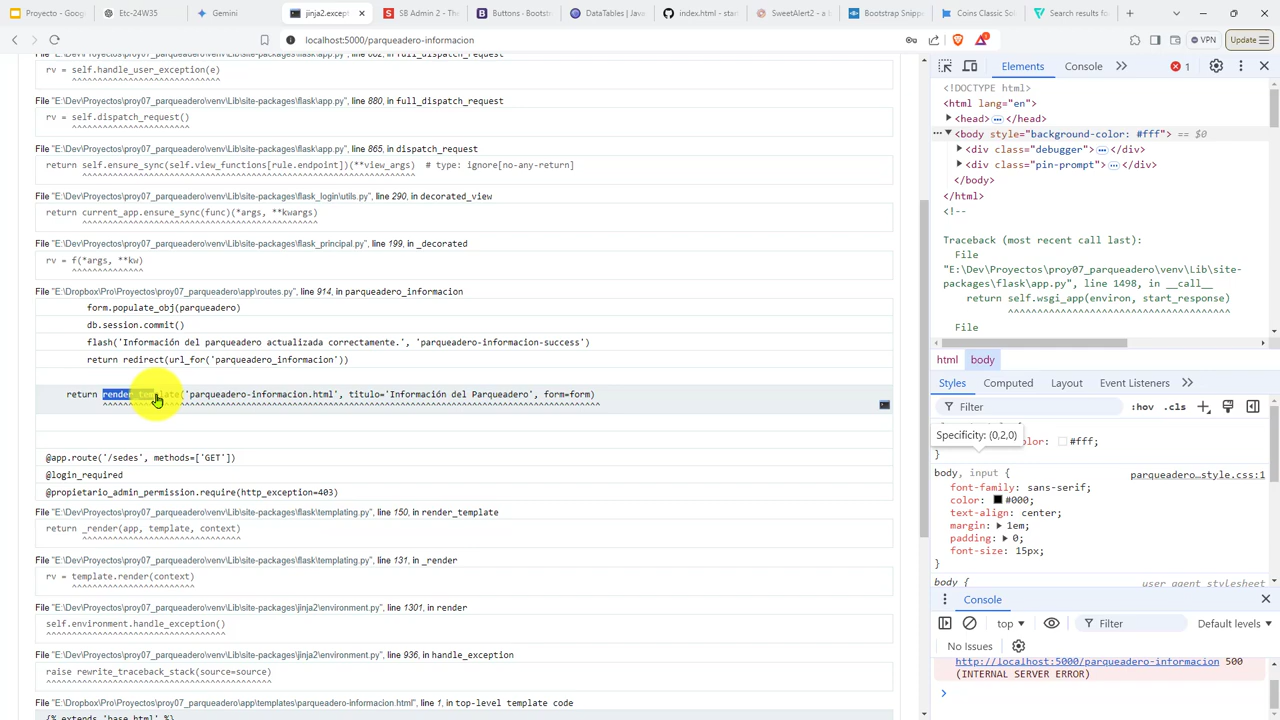 Proyecto - Google
Etc-24W35
Gemini
jinja2.except
SB Admin 2 - The
Buttons - Bootst
DataTables | Java
index.html - start
SweetAlert2 - a b
Bootstrap Snippe
Coins Classic Sol
Search results fo
localhost:5000/parqueadero-informacion
VPN
Update
rv = self.handle_user_exception(e)
^^^^^^^^^^^^^^^^^^^^^^^^^^^^
File "E:\Dev\Proyectos\proy07_parqueadero\venv\Lib\site-packages\flask\app.py", line 880, in full_dispatch_request
rv = self.dispatch_request()
^^^^^^^^^^^^^^^^^^^^^^^
File "E:\Dev\Proyectos\proy07_parqueadero\venv\Lib\site-packages\flask\app.py", line 865, in dispatch_request
return self.ensure_sync(self.view_functions[rule.endpoint])(**view_args)  # type: ignore[no-any-return]
^^^^^^^^^^^^^^^^^^^^^^^^^^^^^^^^^^^^^^^^^^^^^^^^^^^^^^^^^^^^^^^^^
File "E:\Dev\Proyectos\proy07_parqueadero\venv\Lib\site-packages\flask_login\utils.py", line 290, in decorated_view
return current_app.ensure_sync(func)(*args, **kwargs)
^^^^^^^^^^^^^^^^^^^^^^^^^^^^^^^^^^^^^^^^^^^^^^
File "E:\Dev\Proyectos\proy07_parqueadero\venv\Lib\site-packages\flask_principal.py", line 199, in _decorated
rv = f(*args, **kw)
^^^^^^^^^^^^^^
File "E:\Dropbox\Pro\Proyectos\proy07_parqueadero\app\routes.py", line 914, in parqueadero_informacion
form.populate_obj(parqueadero)
db.session.commit()
flash('Información del parqueadero actualizada correctamente.', 'parqueadero-informacion-success')
return redirect(url_for('parqueadero_informacion'))
return render_template('parqueadero-informacion.html', titulo='Información del Parqueadero', form=form)
^^^^^^^^^^^^^^^^^^^^^^^^^^^^^^^^^^^^^^^^^^^^^^^^^^^^^^^^^^^^^^^^^^^^^^^^^^^^^^^^^^^^^^^^^^^^^^^^
@app.route('/sedes', methods=['GET'])
@login_required
@propietario_admin_permission.require(http_exception=403)
File "E:\Dev\Proyectos\proy07_parqueadero\venv\Lib\site-packages\flask\templating.py", line 150, in render_template
return _render(app, template, context)
^^^^^^^^^^^^^^^^^^^^^^^^^^^^^^^
File "E:\Dev\Proyectos\proy07_parqueadero\venv\Lib\site-packages\flask\templating.py", line 131, in _render
rv = template.render(context)
^^^^^^^^^^^^^^^^^^^^^^^^
File "E:\Dev\Proyectos\proy07_parqueadero\venv\Lib\site-packages\jinja2\environment.py", line 1301, in render
self.environment.handle_exception()
^^^^^^^^^^^^^^^^^^^^^^^^^^^^^^^^^^^
File "E:\Dev\Proyectos\proy07_parqueadero\venv\Lib\site-packages\jinja2\environment.py", line 936, in handle_exception
raise rewrite_traceback_stack(source=source)
^^^^^^^^^^^^^^^^^^^^^^^^^^^^^^^^^^^^^^
File "E:\Dropbox\Pro\Proyectos\proy07_parqueadero\app\templates\parqueadero-informacion.html", line 1, in top-level template code
{% extends 'base.html' %}
Elements
Console
1
<!DOCTYPE html>
<html lang="en">
<head> </head>
<body style="background-color: #fff"> == $0
<div class="debugger"> </div>
<div class="pin-prompt"> </div>
</body>
</html>
<!--
Traceback (most recent call last):
File
"E:\Dev\Proyectos\proy07_parqueadero\venv\Lib\site-
packages\flask\app.py", line 1498, in __call__
return self.wsgi_app(environ, start_response)
^^^^^^^^^^^^^^^^^^^^^^^^^^^^^^^^^^^^^^
File
html
body
Styles
Computed
Layout
Event Listeners
Filter
:hov .cls
Specificity: (0,2,0)
#fff;
}
body, input {
parqueadero…style.css:1
font-family: sans-serif;
color: #000;
text-align: center;
margin: 1em;
padding: 0;
font-size: 15px;
}
body {
user agent stylesheet
Console
top
Filter
Default levels
No Issues
http://localhost:5000/parqueadero-informacion 500
(INTERNAL SERVER ERROR)